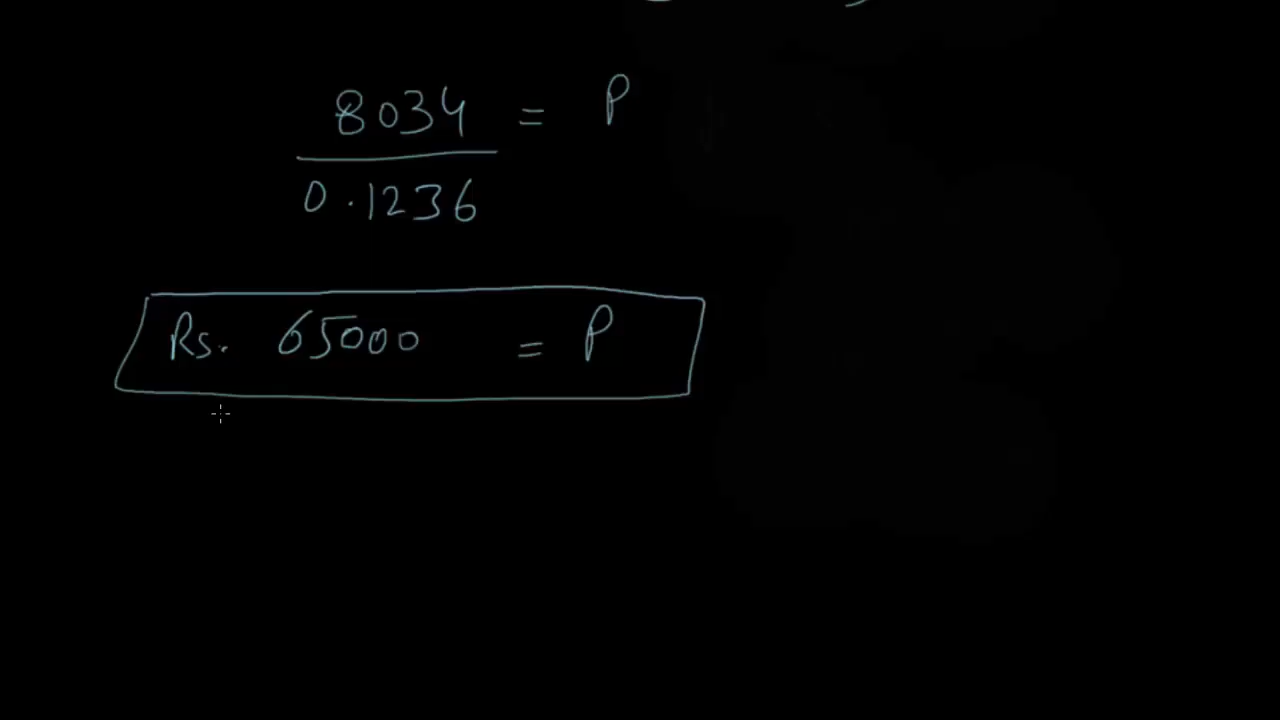 8034 = P
0.1236
Rs. 65000 = P